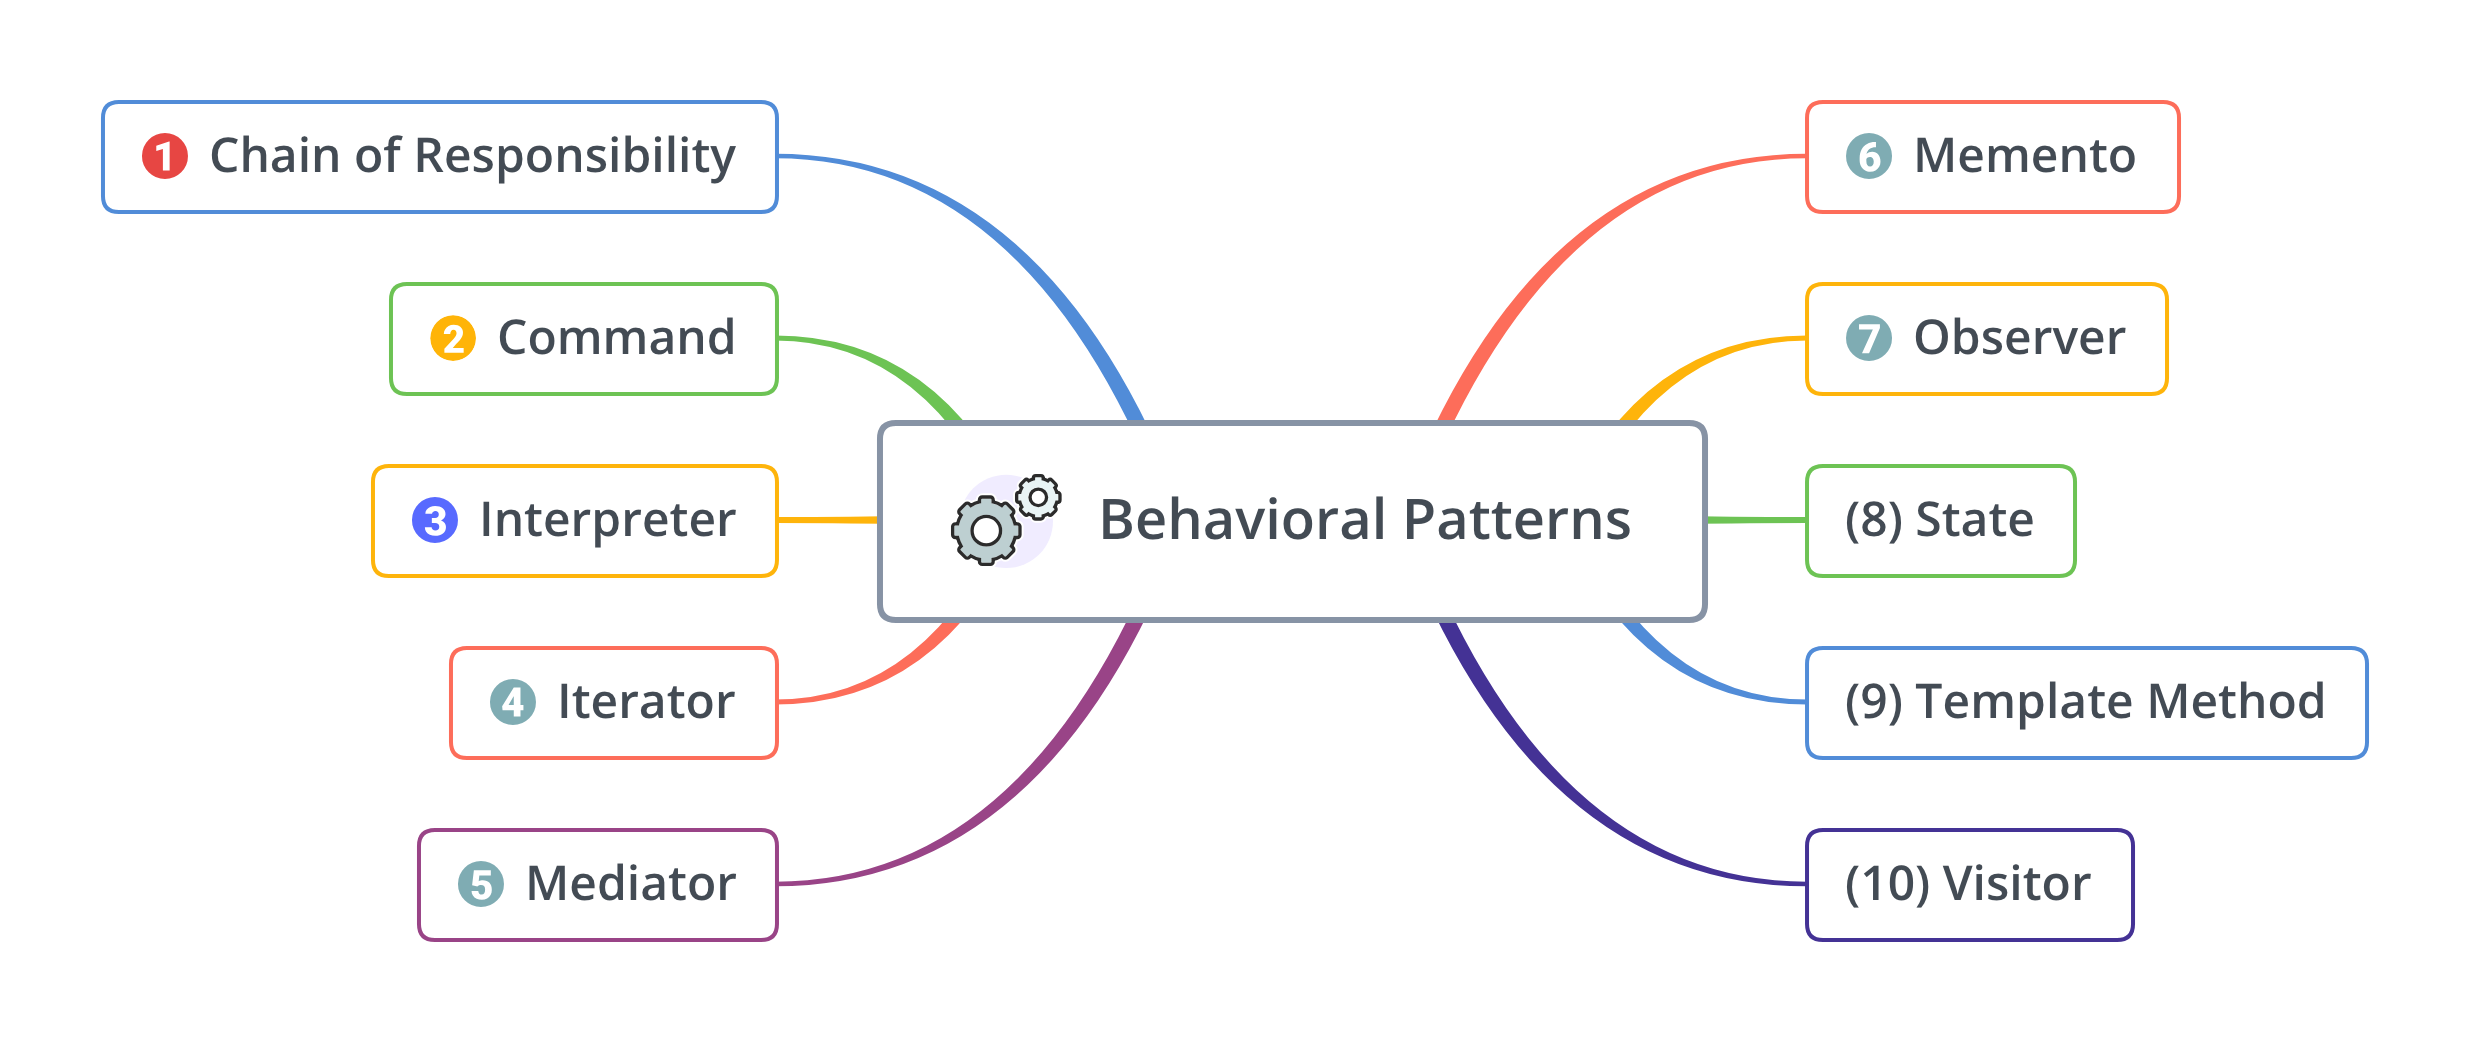 1 Chain of Responsibility
2 Command
3 Interpreter
4 Iterator
5 Mediator
Behavioral Patterns
6 Memento
7 Observer
(8) State
(9) Template Method
(10) Visitor